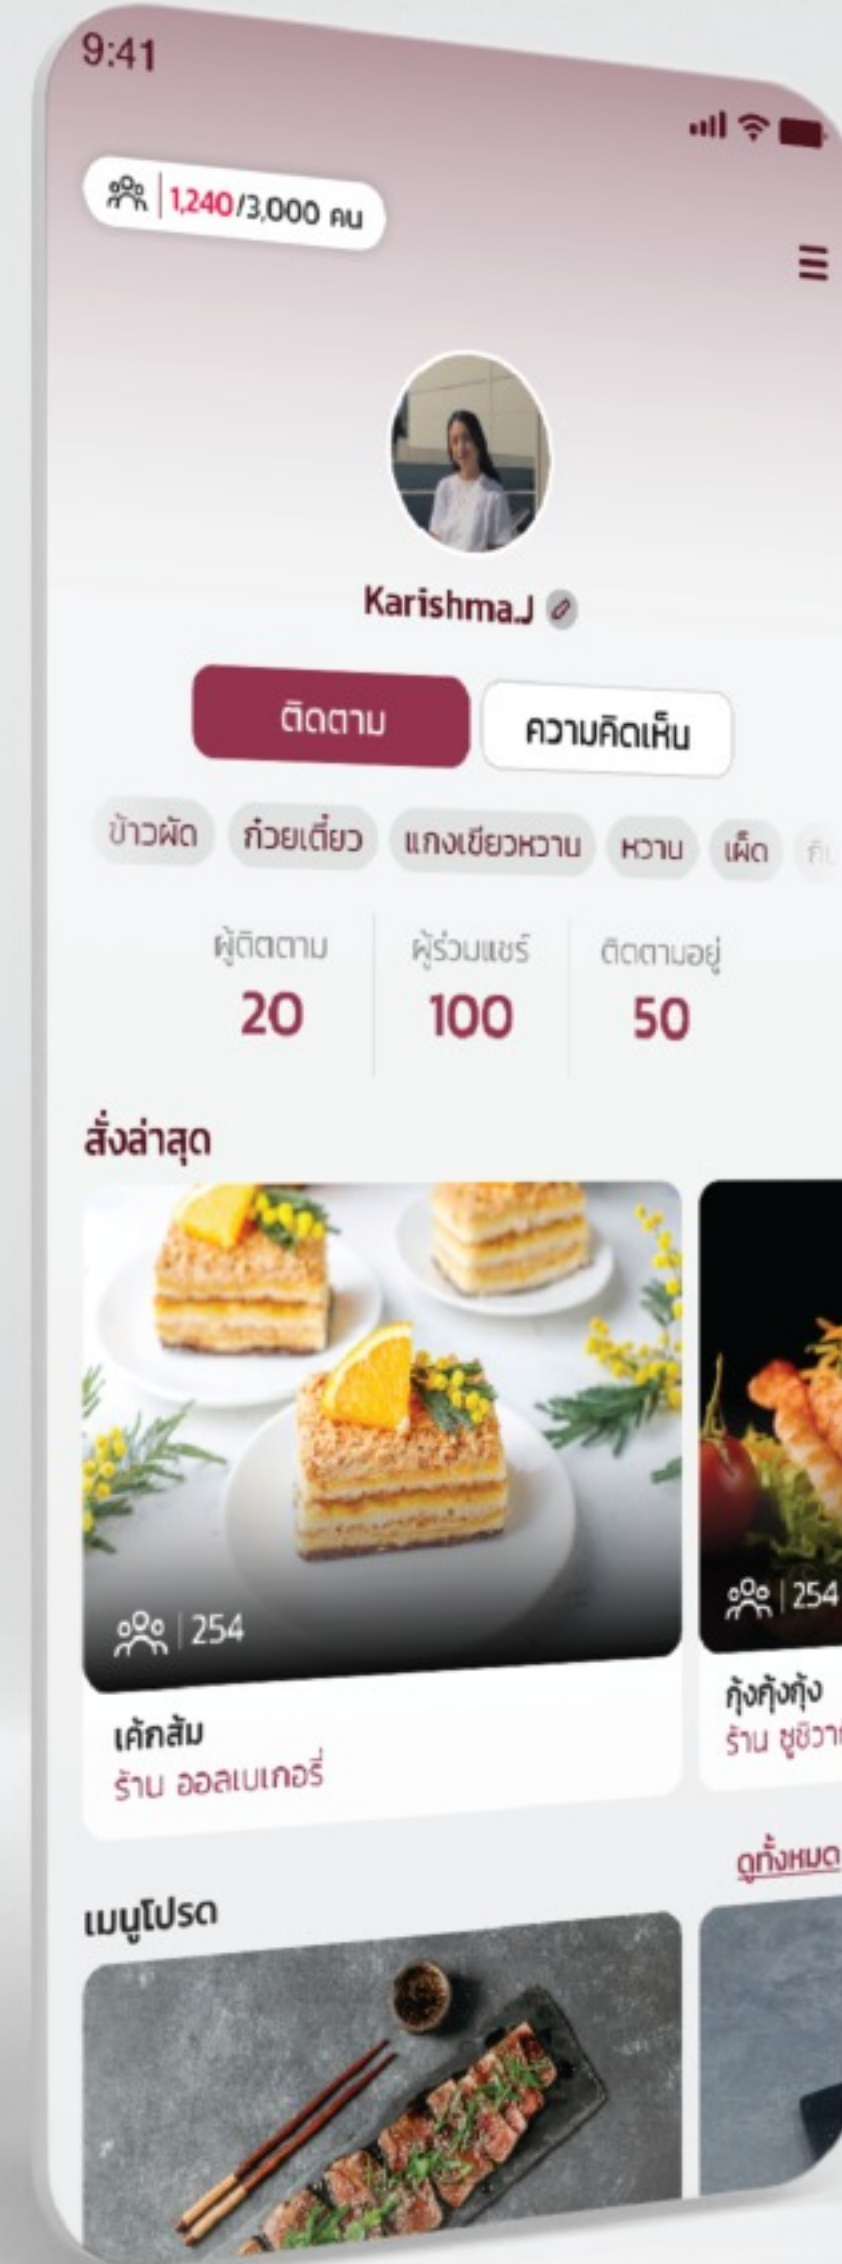 9:41
1,240/3,000 คน
Karishma.J
ติดตาม
ความคิดเห็น
ข้าวผัด
ก๋วยเตี๋ยว
แกงเขียวหวาน
หวาน
เผ็ด
ผู้ติดตาม
ผู้ร่วมแชร์
ติดตามอยู่
20
100
50
สั่งล่าสุด
254
254
เค้กส้ม
ร้าน ออลเบเกอรี่
กุ้งกุ้งกุ้ง
ร้าน
ดูทั้งหมด
เมนูโปรด